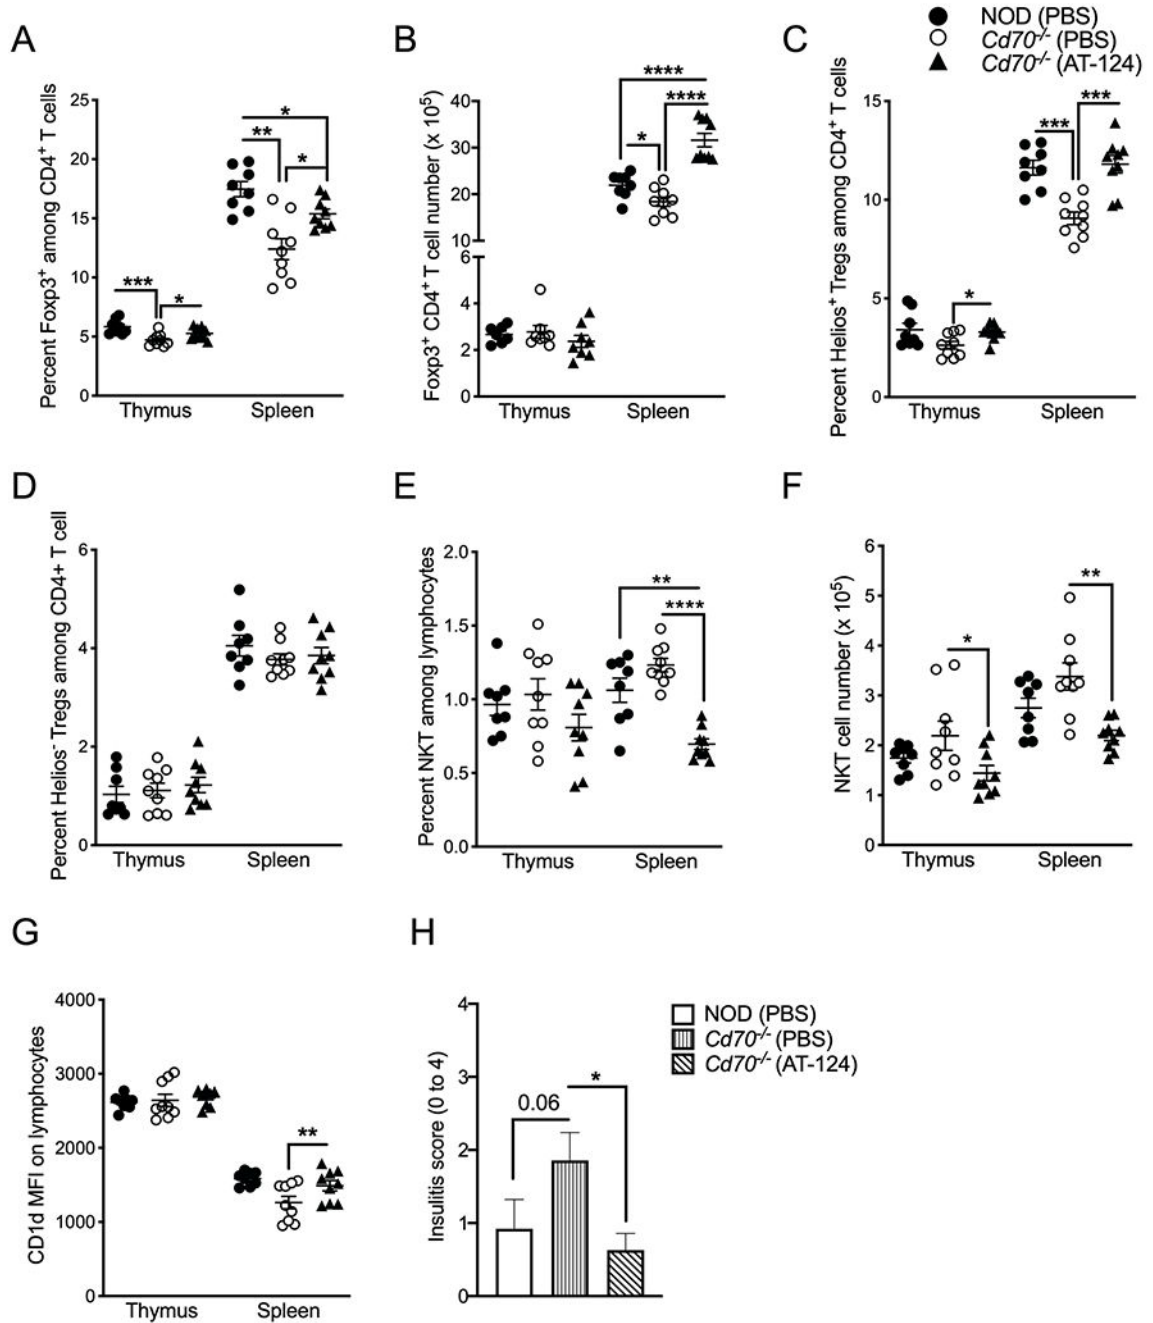 NOD (PBS)
Cd70-/- (PBS)
Cd70-/- (AT-124)
A
Percent Foxp3+ among CD4+ T cells
25
20
15
10
5
0
***
*
**
*
*
Thymus
Spleen
B
Foxp3+ CD4+ T cell number (x 10^5)
40
30
20
10
6
4
2
0
****
****
*
Thymus
Spleen
C
Percent Helios+ Tregs among CD4+ T cells
15
10
5
0
*
***
***
Thymus
Spleen
D
Percent Helios- Tregs among CD4+ T cell
6
4
2
0
Thymus
Spleen
E
Percent NKT among lymphocytes
2.0
1.5
1.0
0.5
0.0
**
****
Thymus
Spleen
F
NKT cell number (x 10^5)
6
5
4
3
2
1
0
*
**
Thymus
Spleen
G
CD1d MFI on lymphocytes
4000
3000
2000
1000
0
**
Thymus
Spleen
H
Insulitis score (0 to 4)
4
3
2
1
0
0.06
*
NOD (PBS)
Cd70-/- (PBS)
Cd70-/- (AT-124)